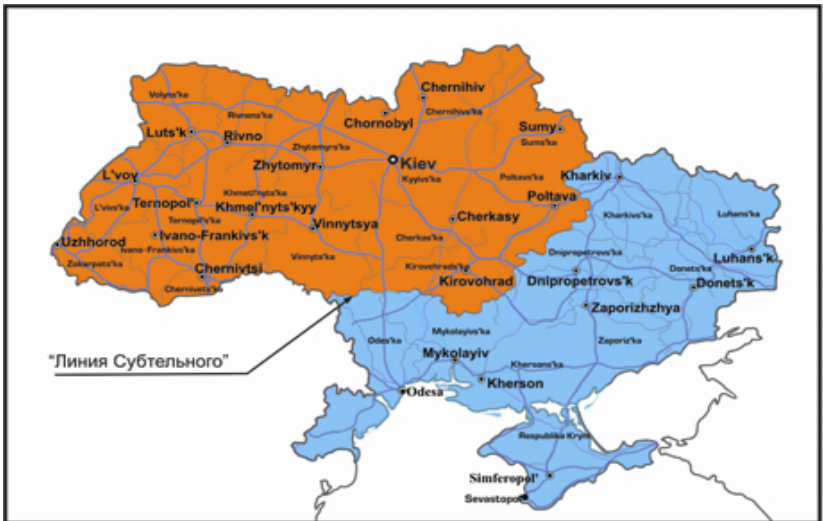 Chernihiv
Volyns'ka
Rivnens'ka
Chernihivs'ka
Chornobyl
Luts'k
Rivno
Sumy
Sums'ka
Zhytomyrs'ka
Zhytomyr
Kiev
Kyyivs'ka
Kharkiv
L'vov
Poltavs'ka
Poltava
Ternopil'
Khmel'nyts'kyy
L'vivs'ka
Ternopil's'ka
Cherkasy
Kharkivs'ka
Luhans'ka
Vinnytsya
Ivano-Frankivs'k
Uzhhorod
Ivano-Frankivs'ka
Cherkas'ka
Dnipropetrovs'ka
Luhans'k
Zakarpats'ka
Vinnyts'ka
Chernivtsi
Kirovohrads'ka
Donets'ka
Kirovohrad
Dnipropetrovs'k
Donets'k
Chernivets'ka
Zaporizhzhya
Mykolayivs'ka
Odes'ka
Zaporiz'ka
"Линия Субтельного"
Mykolayiv
Khersons'ka
Kherson
Odesa
Respublika Krym
Simferopol'
Sevastopol'